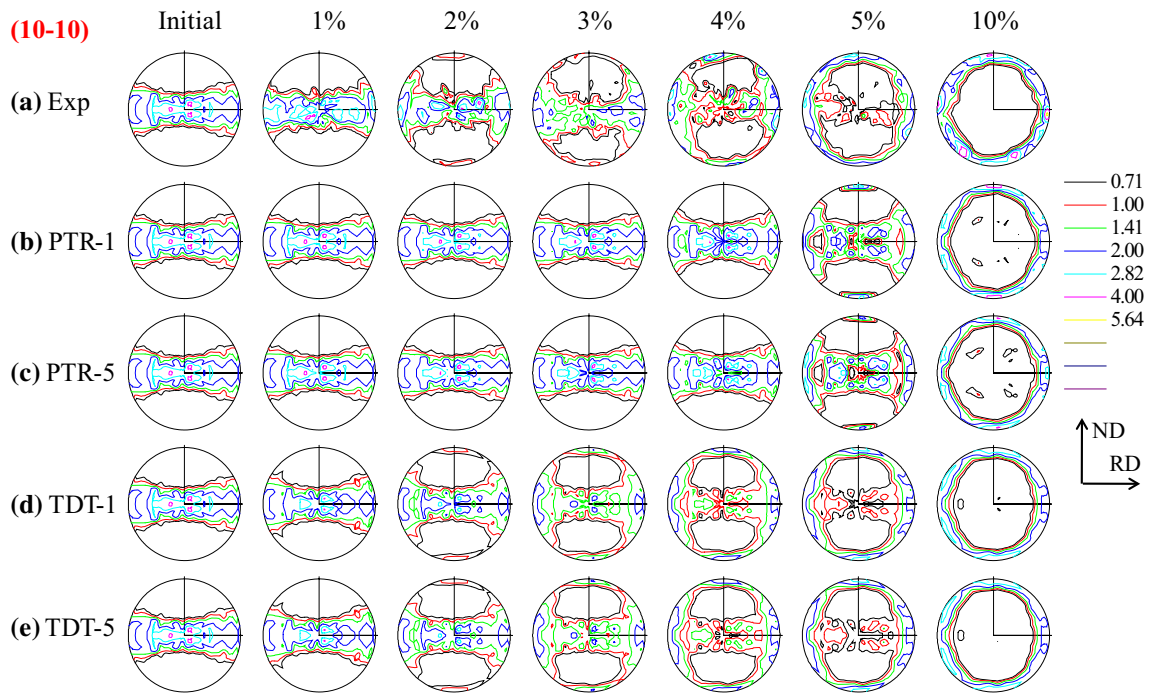 (10-10) Initial 1% 2% 3% 4% 5% 10%
(a) Exp
0.71
(b) PTR-1
1.00
1.41
2.00
2.82
4.00
5.64
(c) PTR-5
ND
RD
(d) TDT-1
(e) TDT-5